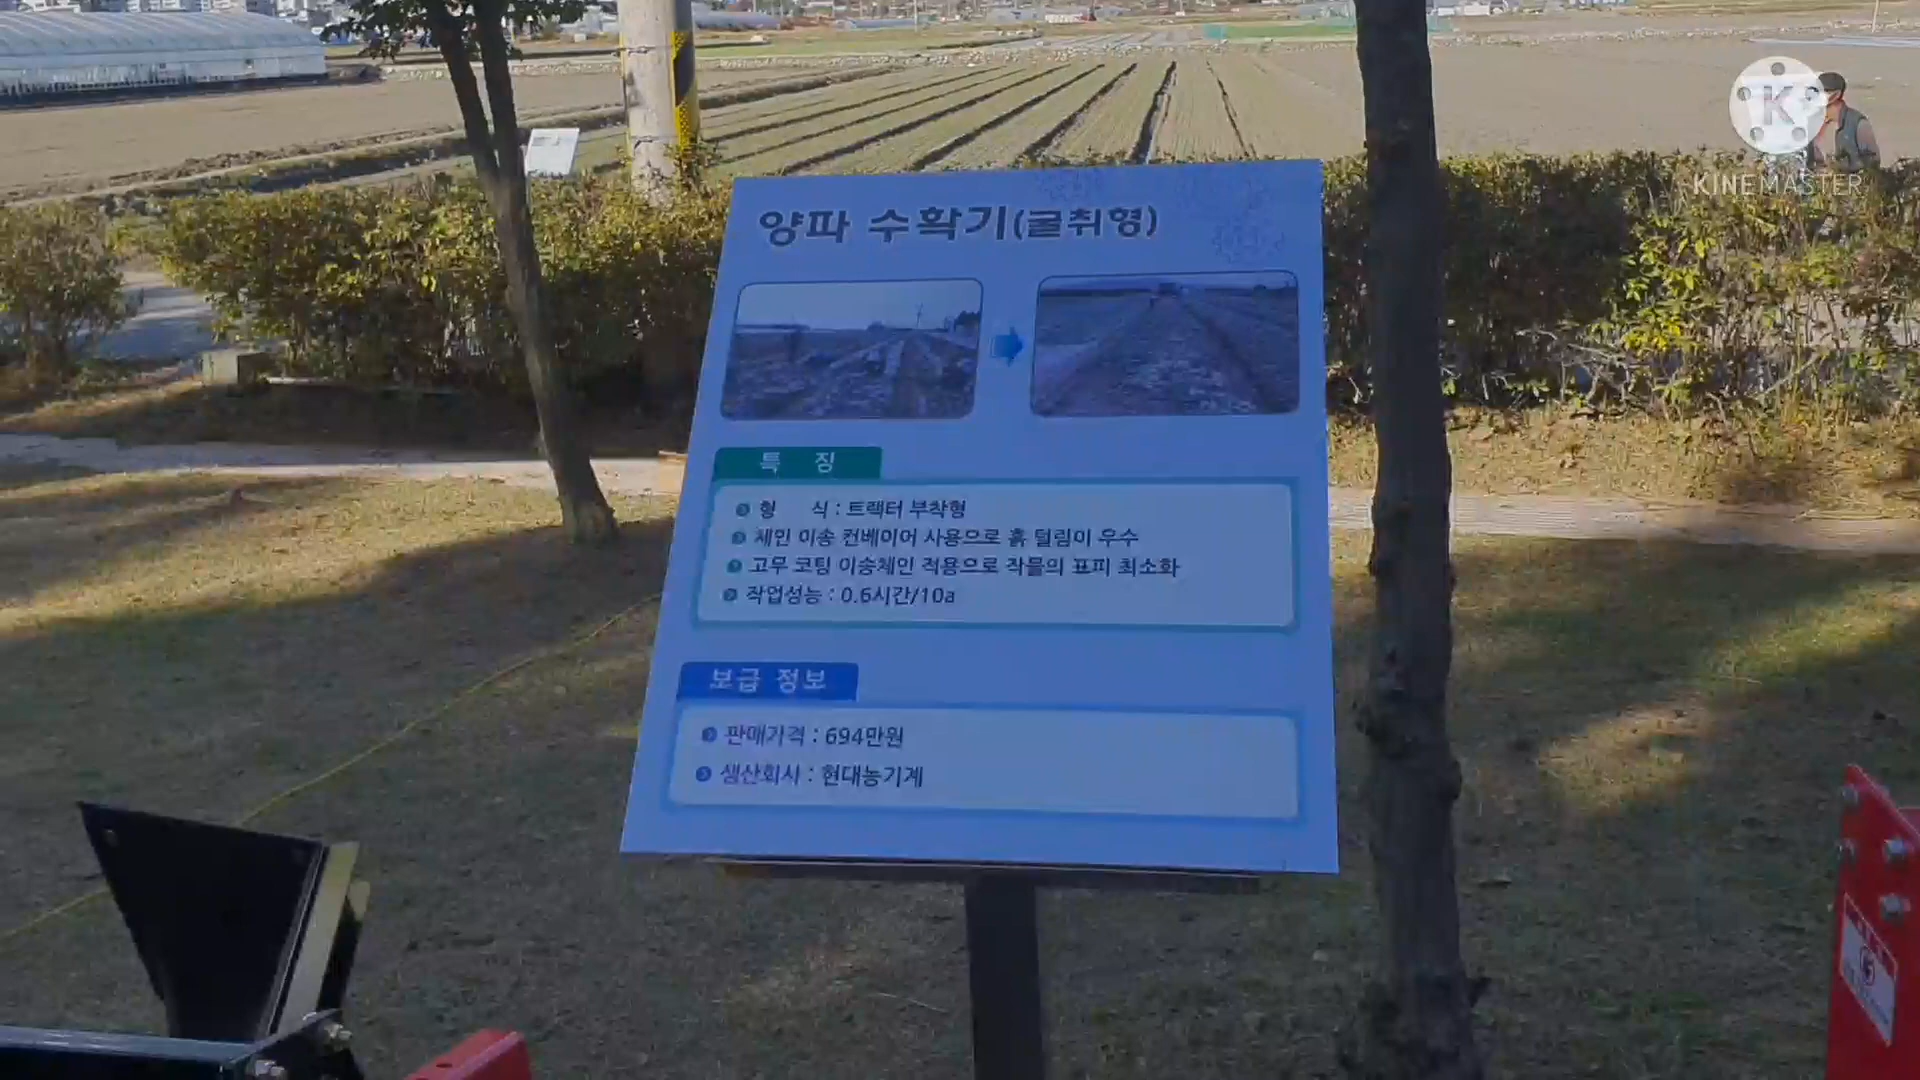 KINEMASTER
양파 수확기(굴취형)
특 징
형 식 : 트랙터 부착형
체인 이송 컨베이어 사용으로 흙 털림이 우수
고무 코팅 이송체인 적용으로 작물의 표피 최소화
작업성능 : 0.6시간/10a
보급 정보
판매가격 : 694만원
생산회사 : 현대농기계